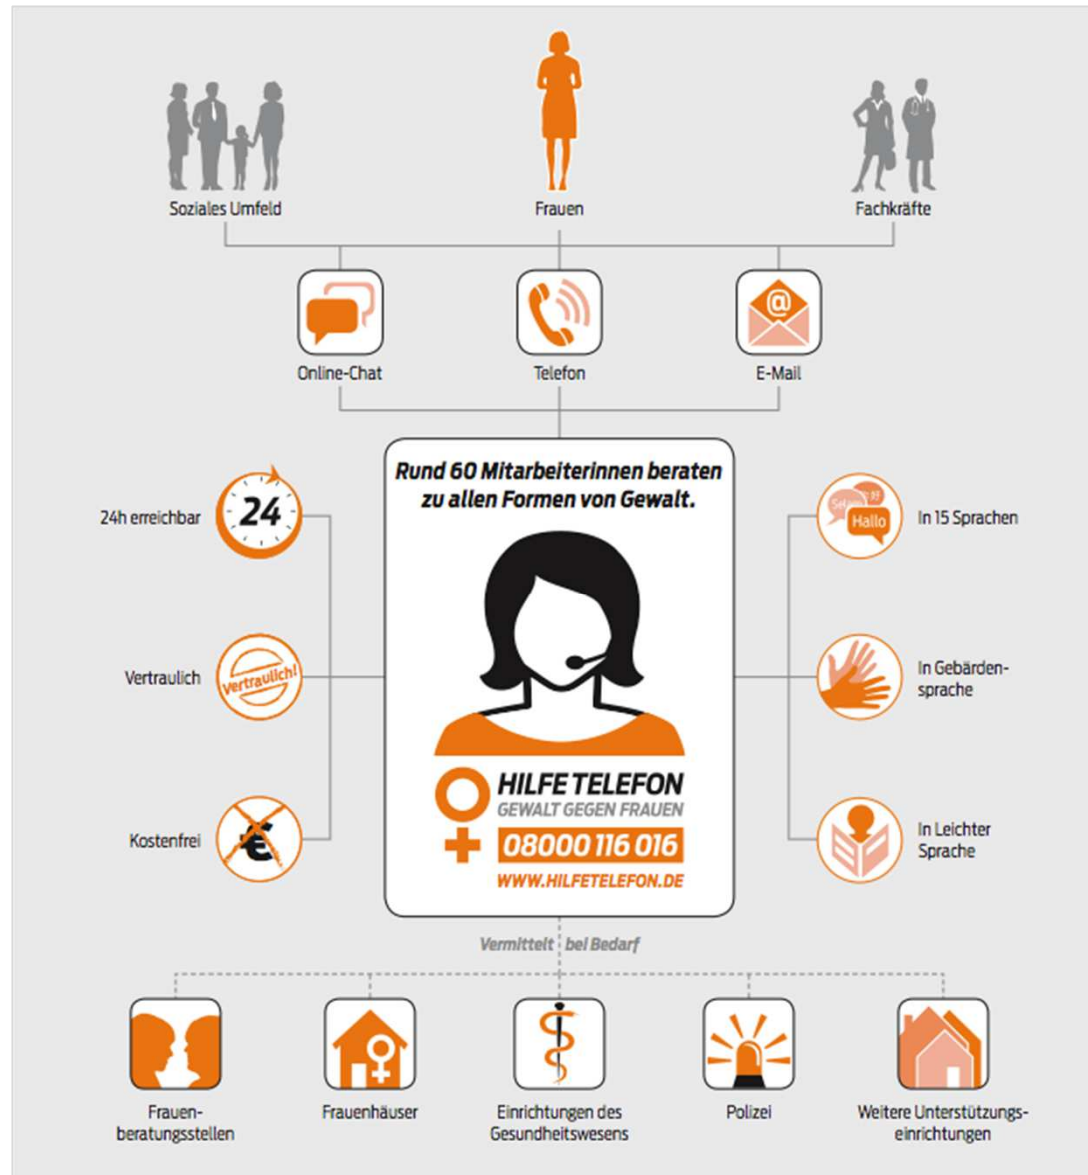 Soziales Umfeld
Frauen
Fachkräfte
@
Online-Chat
Telefon
E-Mail
Rund 60 Mitarbeiterinnen beraten
zu allen Formen von Gewalt.
24h erreichbar
24
Hallo
In 15 Sprachen
Vertraulich
Vertraulich!
In Gebärden-
sprache
Kostenfrei
€
In Leichter
Sprache
HILFE TELEFON
GEWALT GEGEN FRAUEN
08000 116 016
WWW.HILFETELEFON.DE
Vermittelt bei Bedarf
Frauen-
beratungsstellen
Frauenhäuser
Einrichtungen des
Gesundheitswesens
Polizei
Weitere Unterstützungs-
einrichtungen